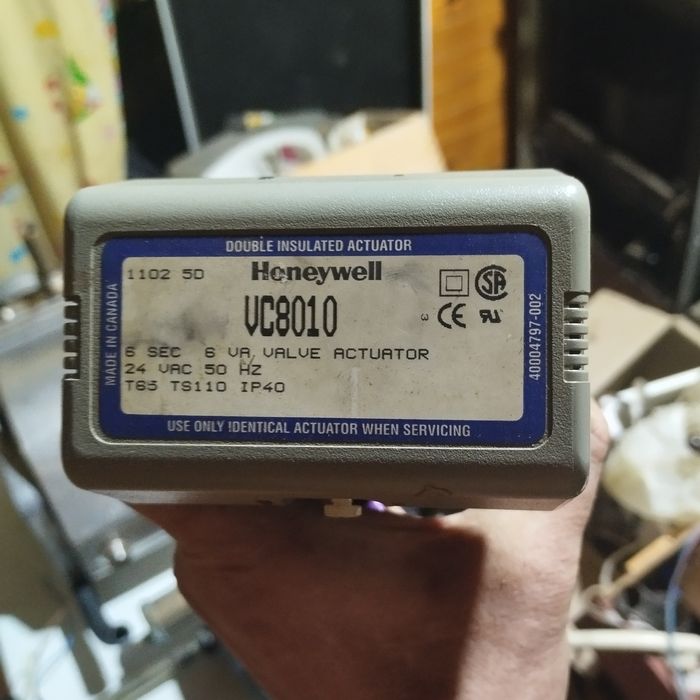 DOUBLE INSULATED ACTUATOR
1102 5D
Honeywell
VC8010
6 SEC 6 VA VALVE ACTUATOR
24 VAC 50 HZ
T65 TS110 IP40
MADE IN CANADA
40004797-002
USE ONLY IDENTICAL ACTUATOR WHEN SERVICING